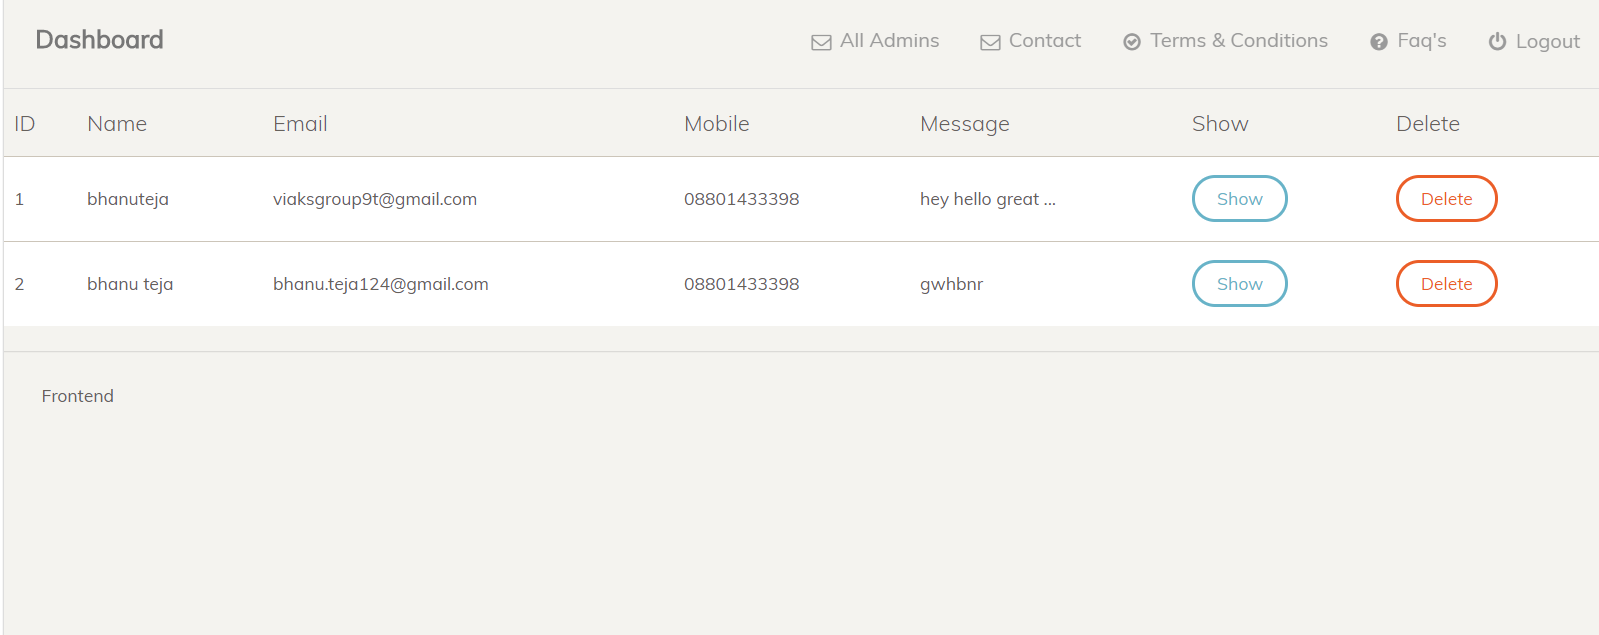 Dashboard All Admins Contact Terms & Conditions Faq's Logout
ID Name Email Mobile Message Show Delete
1 bhanuteja viaksgroup9t@gmail.com 08801433398 hey hello great ... Show Delete
2 bhanu teja bhanu.teja124@gmail.com 08801433398 gwhbnr Show Delete
Frontend